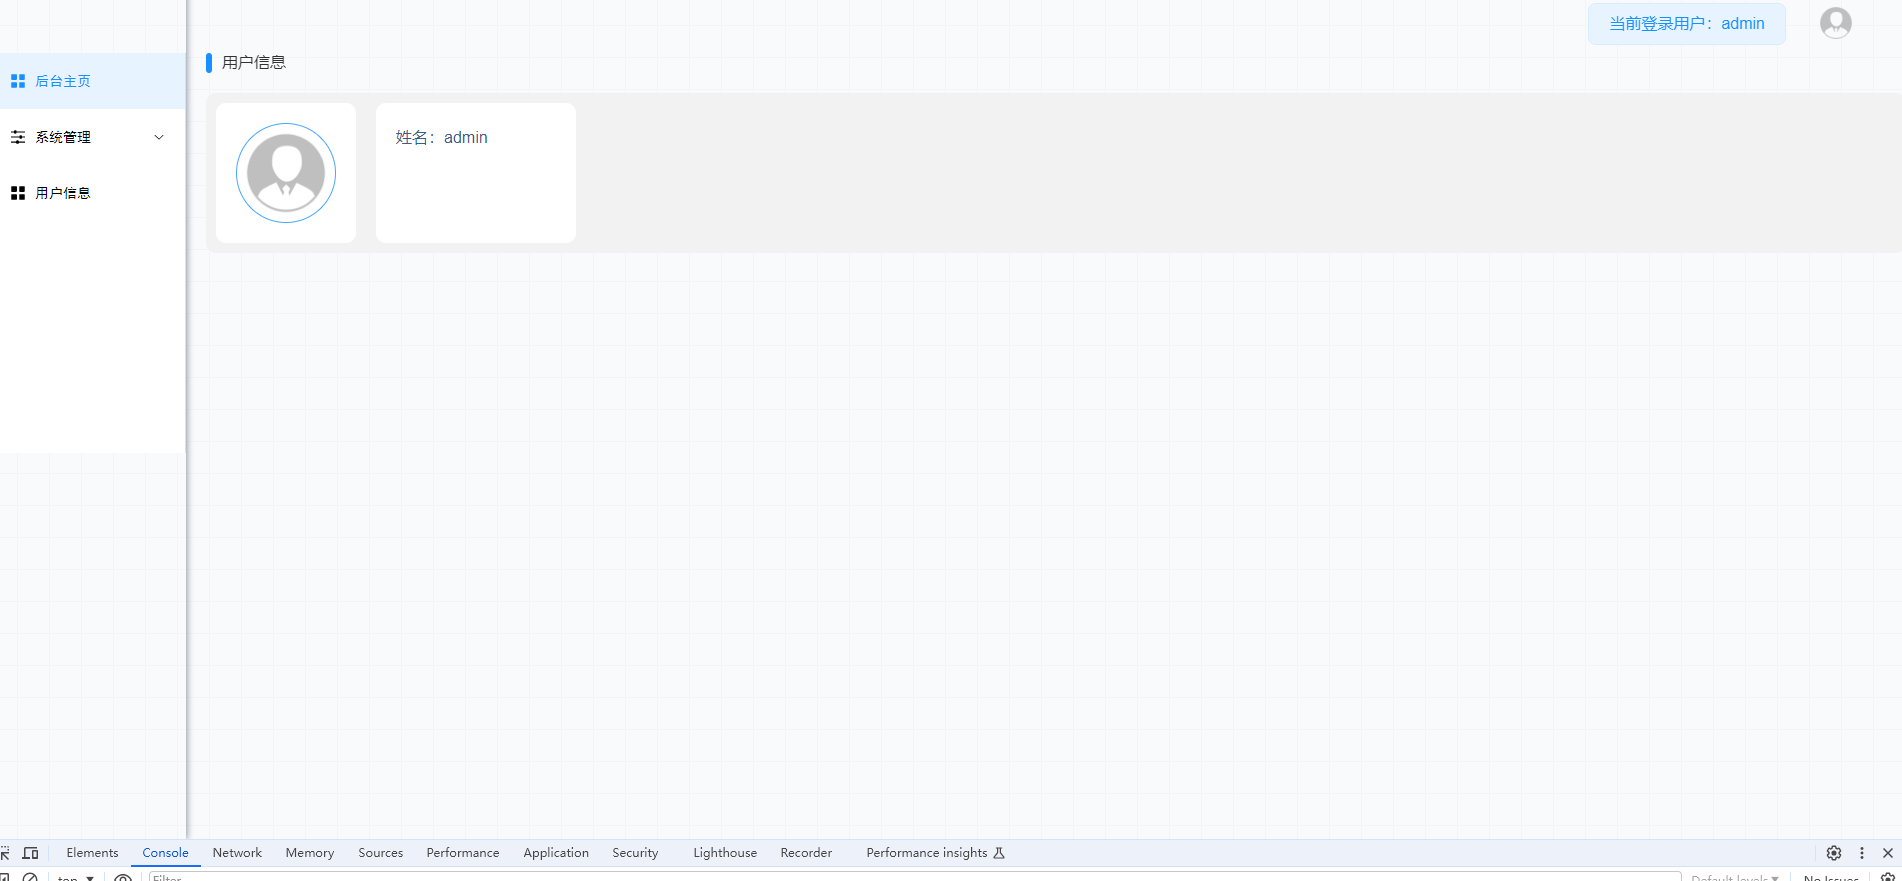 当前登录用户：admin
后台主页
系统管理
用户信息
用户信息
姓名：admin
Elements Console Network Memory Sources Performance Application Security Lighthouse Recorder Performance insights
top Filter Default levels No Issues